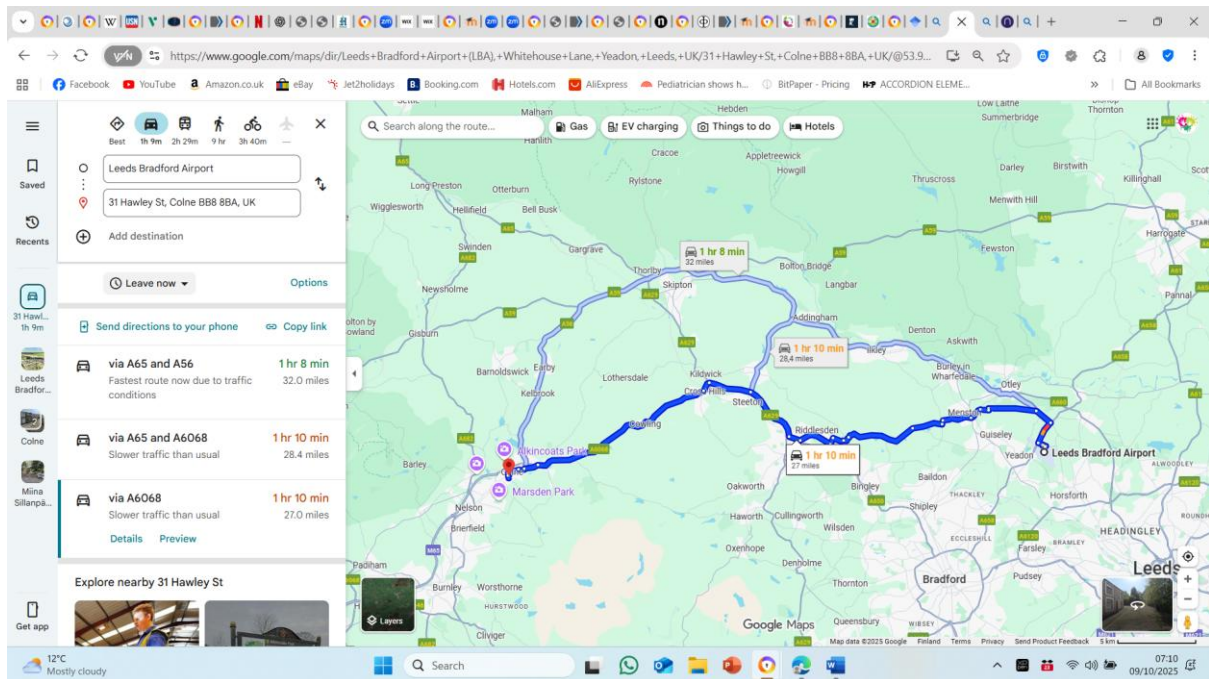 VPN
https://www.google.com/maps/dir/Leeds+Bradford+Airport+(LBA),+Whitehouse+Lane,+Yeadon,+Leeds,+UK/31+Hawley+St,+Colne+BB8+8BA,+UK/@53.9...
Facebook YouTube Amazon.co.uk eBay Jet2holidays Booking.com Hotels.com AliExpress Pediatrician shows h... BitPaper - Pricing ACCORDION ELEME... » All Bookmarks
Saved
Recents
31 Hawl...
1h 9m
Leeds
Bradfor...
Colne
Miina
Sillanpä...
Get app
Best 1h 9m 2h 29m 9 hr 3h 40m —
Leeds Bradford Airport
31 Hawley St, Colne BB8 8BA, UK
Add destination
Leave now
Options
Send directions to your phone
Copy link
via A65 and A56 1 hr 8 min
Fastest route now due to traffic 32.0 miles
conditions
via A65 and A6068 1 hr 10 min
Slower traffic than usual 28.4 miles
via A6068 1 hr 10 min
Slower traffic than usual 27.0 miles
Details Preview
Explore nearby 31 Hawley St
Search along the route...
Gas
EV charging
Things to do
Hotels
Malham
Hanlith
Hebden
Low Laithe
Summerbridge
Thornton
Cracoe
Appletreewick
Howgill
Darley
Birstwith
Killinghall
Long Preston
Otterburn
Rylstone
Thruscross
Menwith Hill
Wigglesworth
Hellifield
Bell Busk
Harrogate
Swinden
Gargrave
1 hr 8 min
32 miles
Bolton Bridge
Fewston
Thorlby
Skipton
Langbar
Pannal
Newsholme
Addingham
Denton
Askwith
Gisburn
1 hr 10 min
28.4 miles
Ilkley
Burley in
Wharfedale
Otley
Barnoldswick
Earby
Lothersdale
Kildwick
Cross Hills
Steeton
Kelbrook
Menston
Cowling
Riddlesden
Guiseley
Yeadon
Leeds Bradford Airport
Barley
Alkincoats Park
1 hr 10 min
27 miles
Marsden Park
Nelson
Oakworth
Bingley
Baildon
THACKLEY
Horsforth
ALWOODLEY
Brierfield
Haworth
Cullingworth
Shipley
Wilsden
ECCLESHILL
BRAMLEY
HEADINGLEY
Farsley
Oxenhope
Padiham
Denholme
Leeds
Burnley
Worsthorne
Thornton
Bradford
Pudsey
HURSTWOOD
Cliviger
Queensbury
WIBSEY
Layers
Google Maps
Map data ©2025 Google Finland Terms Privacy Send Product Feedback 5 km
12°C
Mostly cloudy
Search
07:10
09/10/2025